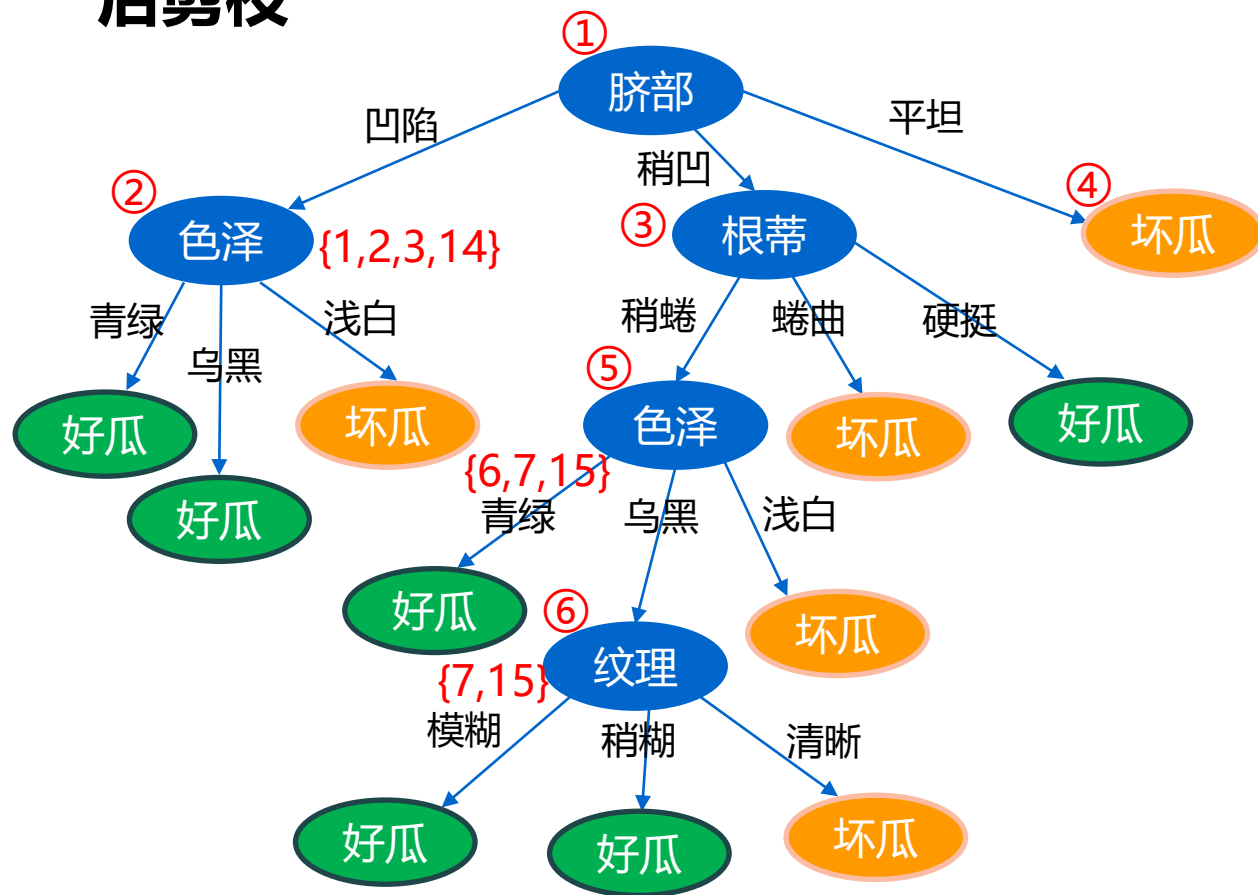 后剪枝
①
脐部
凹陷
稍凹
平坦
②
色泽
{1,2,3,14}
③
根蒂
④
坏瓜
青绿
乌黑
浅白
稍蜷
蜷曲
硬挺
好瓜
好瓜
坏瓜
⑤
色泽
坏瓜
好瓜
{6,7,15}
青绿
乌黑
浅白
好瓜
⑥
纹理
坏瓜
{7,15}
模糊
稍糊
清晰
好瓜
好瓜
坏瓜